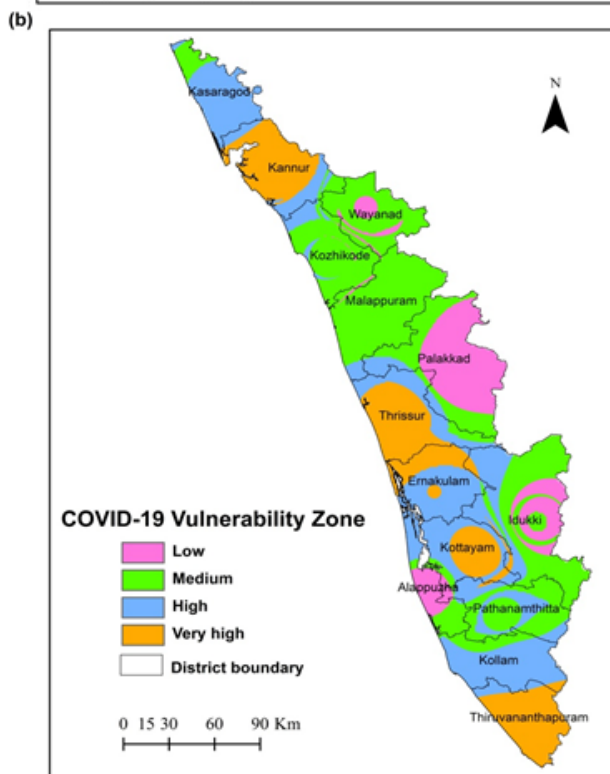 (b)
N
Kasaragod
Kannur
Wayanad
Kozhikode
Malappuram
Palakkad
Thrissur
Ernakulam
Idukki
Kottayam
Alappuzha
Pathanamthitta
Kollam
Thiruvananthapuram
COVID-19 Vulnerability Zone
Low
Medium
High
Very high
District boundary
0 15 30 60 90 Km